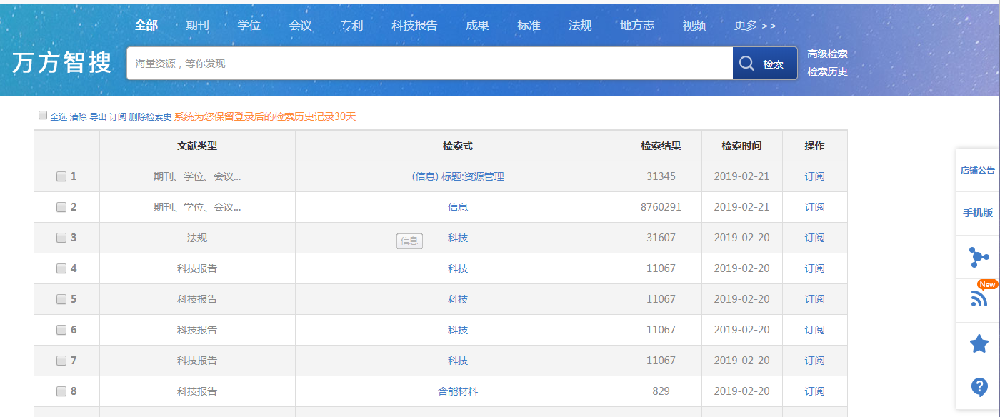 全部 期刊 学位 会议 专利 科技报告 成果 标准 法规 地方志 视频 更多 >>
万方智搜 海量资源，等你发现 检索 高级检索
检索历史
全选 清除 导出 订阅 删除检索史 系统为您保留登录后的检索历史记录30天
文献类型 检索式 检索结果 检索时间 操作
1 期刊、学位、会议... (信息) 标题:资源管理 31345 2019-02-21 订阅
2 期刊、学位、会议... 信息 8760291 2019-02-21 订阅
3 法规 信息 科技 31607 2019-02-20 订阅
4 科技报告 科技 11067 2019-02-20 订阅
5 科技报告 科技 11067 2019-02-20 订阅
6 科技报告 科技 11067 2019-02-20 订阅
7 科技报告 科技 11067 2019-02-20 订阅
8 科技报告 含能材料 829 2019-02-20 订阅
店铺公告
手机版
New
?